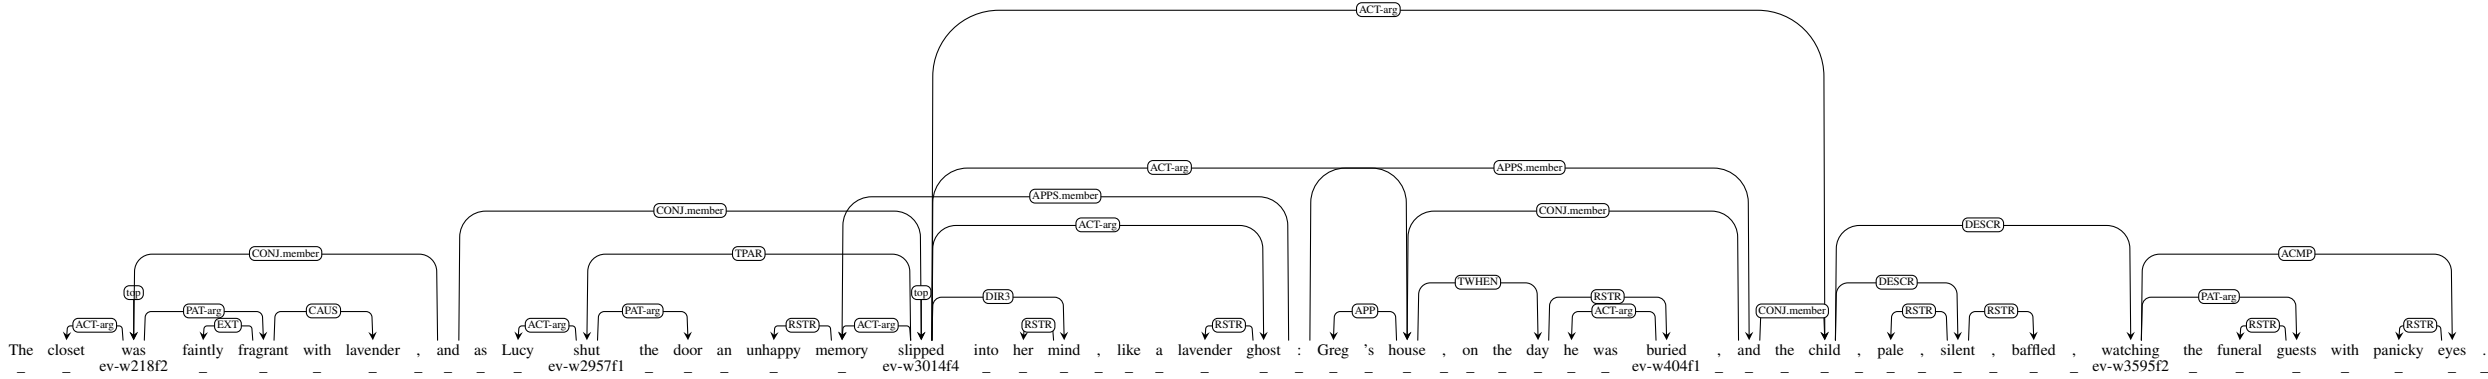 ACT-arg
ACT-arg APPS.member
APPS.member
CONJ.member CONJ.member
ACT-arg DESCR
CONJ.member TPAR ACMP
TWHEN DESCR
top top
DIR3 RSTR PAT-arg
PAT-arg CAUS PAT-arg APP ACT-arg CONJ.member RSTR RSTR
ACT-arg EXT ACT-arg RSTR ACT-arg RSTR RSTR RSTR RSTR
The closet was faintly fragrant with lavender , and as Lucy shut the door an unhappy memory slipped into her mind , like a lavender ghost : Greg 's house , on the day he was buried , and the child , pale , silent , baffled , watching the funeral guests with panicky eyes .
_ _ ev-w218f2 _ _ _ _ _ _ _ _ ev-w2957f1 _ _ _ _ _ ev-w3014f4 _ _ _ _ _ _ _ _ _ _ _ _ _ _ _ _ _ _ ev-w404f1 _ _ _ _ _ _ _ _ _ _ _ ev-w3595f2 _ _ _ _ _ _ _